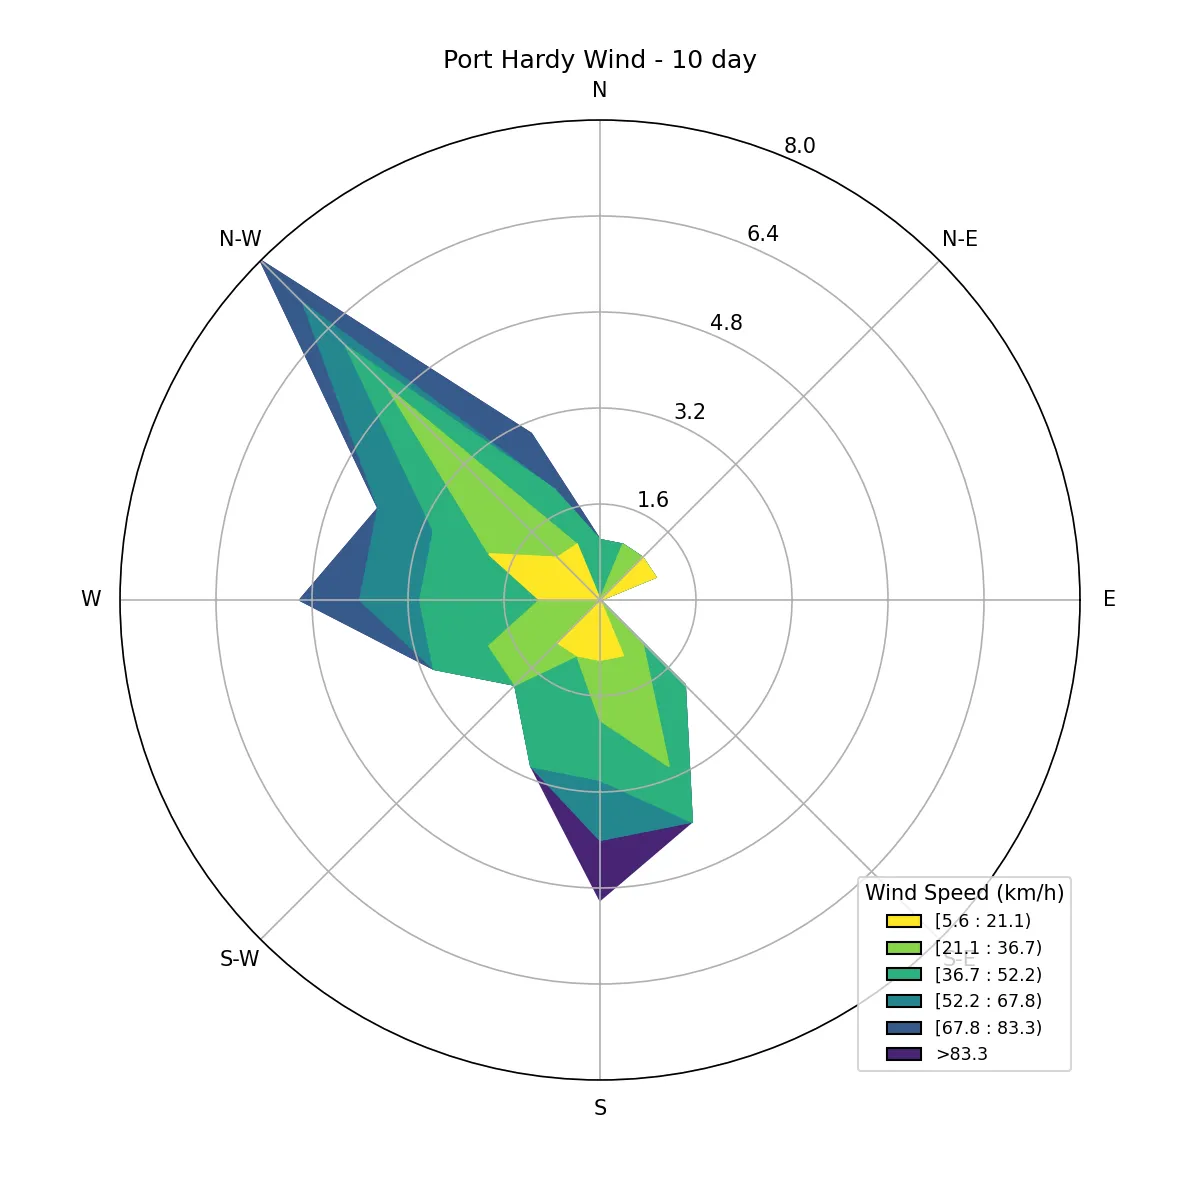 Port Hardy Wind - 10 day
N
8.0
N-W
N-E
6.4
4.8
3.2
1.6
W
E
Wind Speed (km/h)
[5.6 : 21.1)
[21.1 : 36.7)
S-W
S-E
[36.7 : 52.2)
[52.2 : 67.8)
[67.8 : 83.3)
>83.3
S